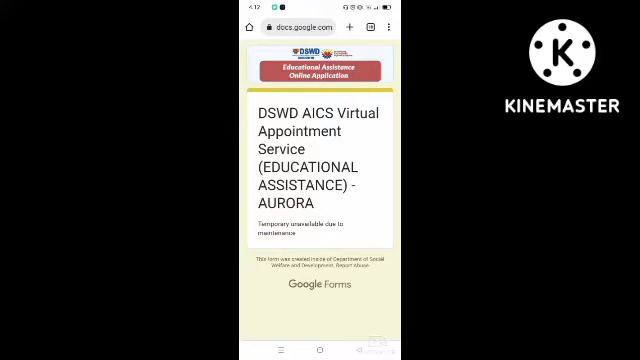 4.12
docs.google.com
DSWD
Educational Assistance
Online Application
DSWD AICS Virtual
Appointment
Service
(EDUCATIONAL
ASSISTANCE) -
AURORA
Temporary unavailable due to
maintenance
This form was created inside of Department of Social
Welfare and Development. Report Abuse
Google Forms
K
KINEMASTER